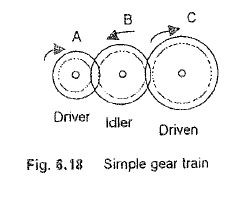 A B C
Driver Idler Driven
Fig. 6.18 Simple gear train